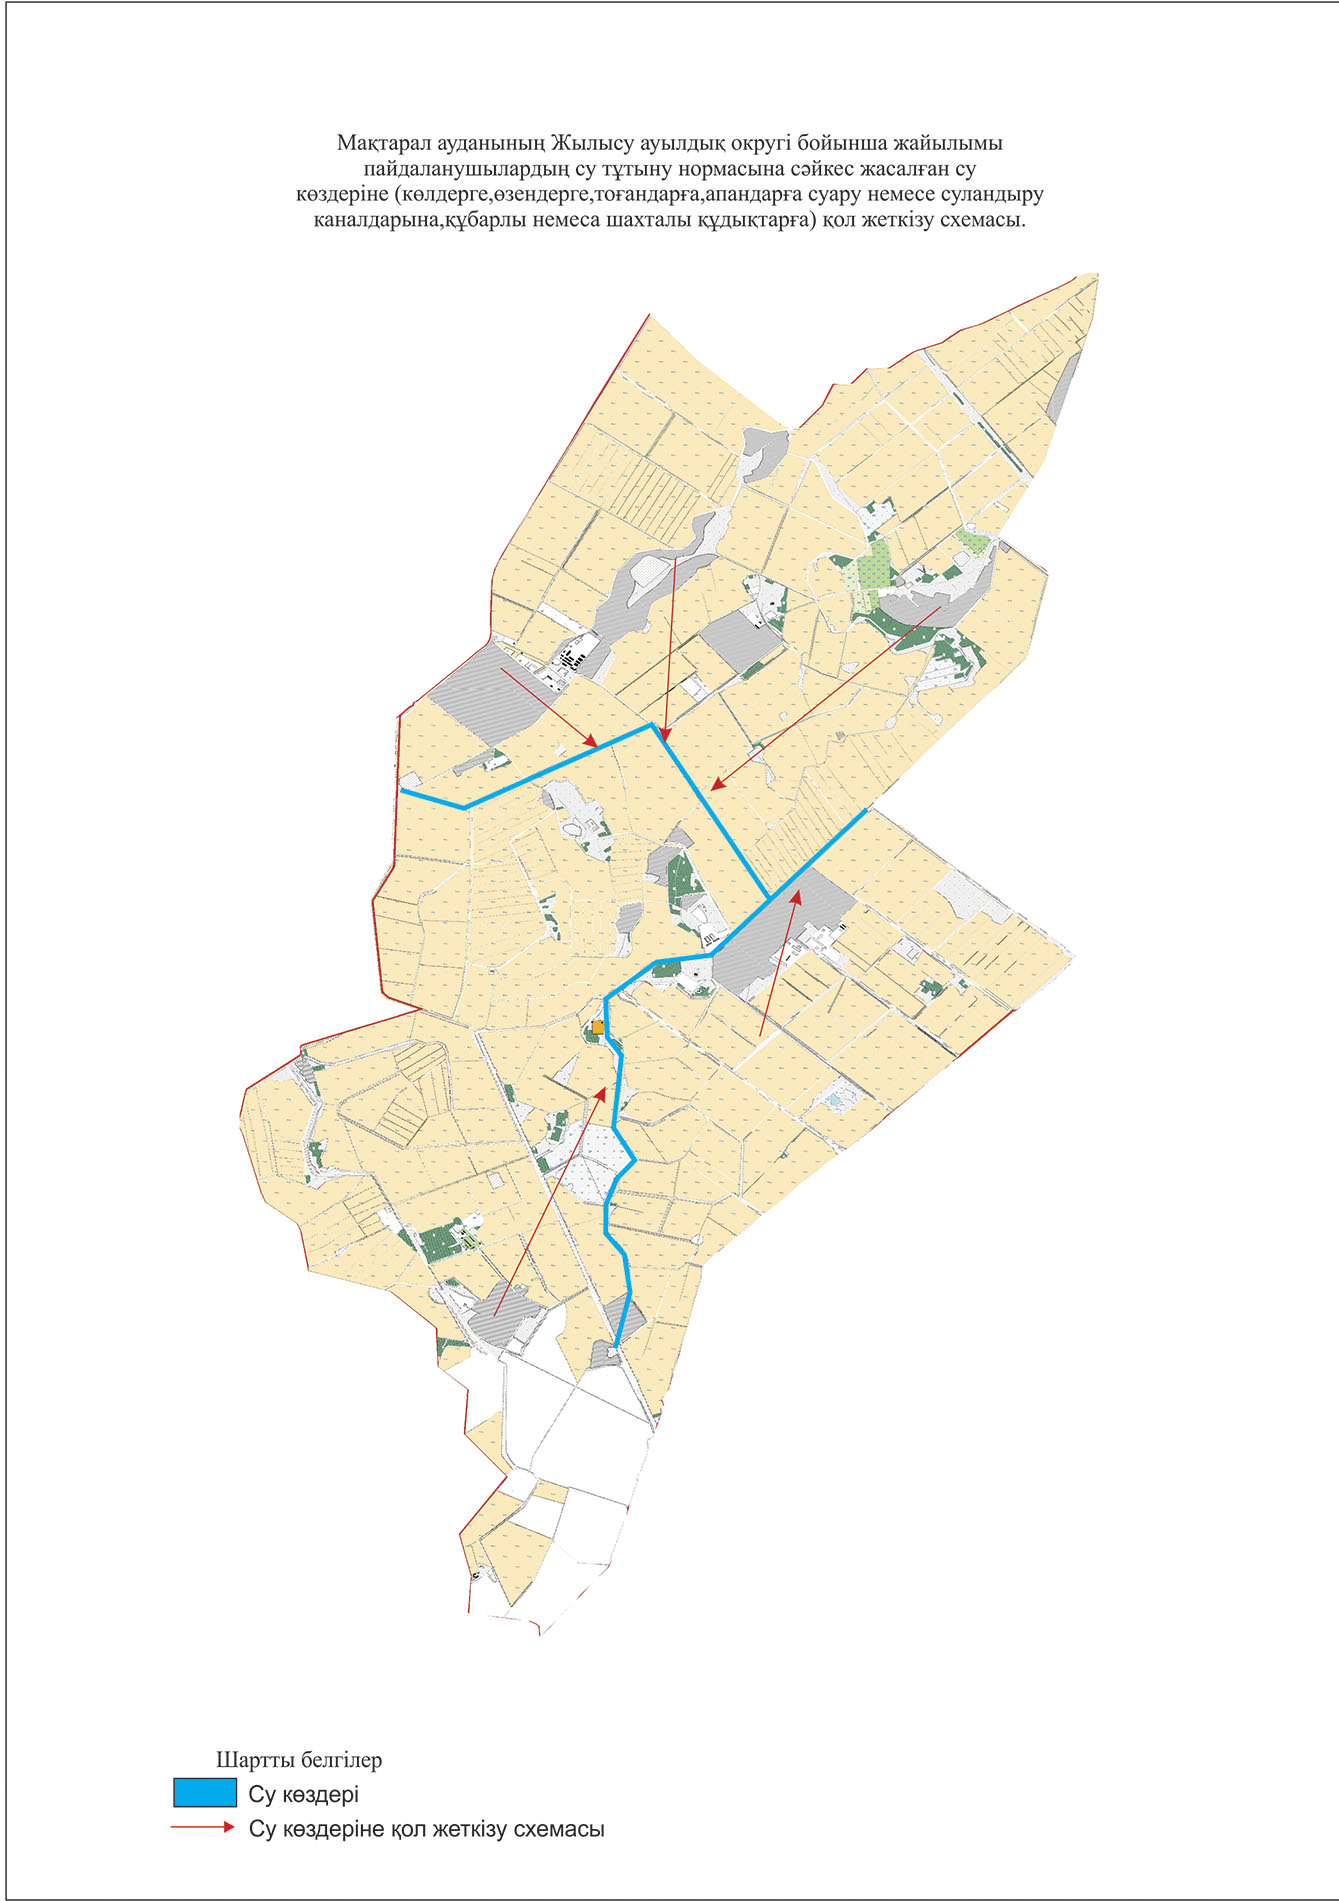 Мақтарал ауданының Жылысу ауылдық округі бойынша жайылымы
пайдаланушылардың су тұтыну нормасына сәйкес жасалған су
көздеріне (көлдерге,өзендерге,тоғандарға,апандарға суару немесе суландыру
каналдарына,құбарлы немеса шахталы құдықтарға) қол жеткізу схемасы.
Шартты белгілер
Су көздері
Су көздеріне қол жеткізу схемасы